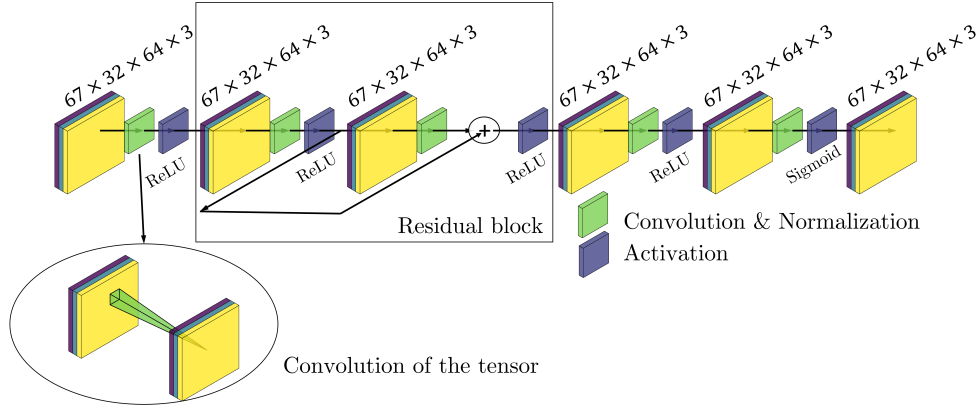 67 × 32 × 64 × 3
67 × 32 × 64 × 3
67 × 32 × 64 × 3
67 × 32 × 64 × 3
67 × 32 × 64 × 3
67 × 32 × 64 × 3
+
ReLU
ReLU
ReLU
ReLU
Sigmoid
Residual block
Convolution & Normalization
Activation
Convolution of the tensor